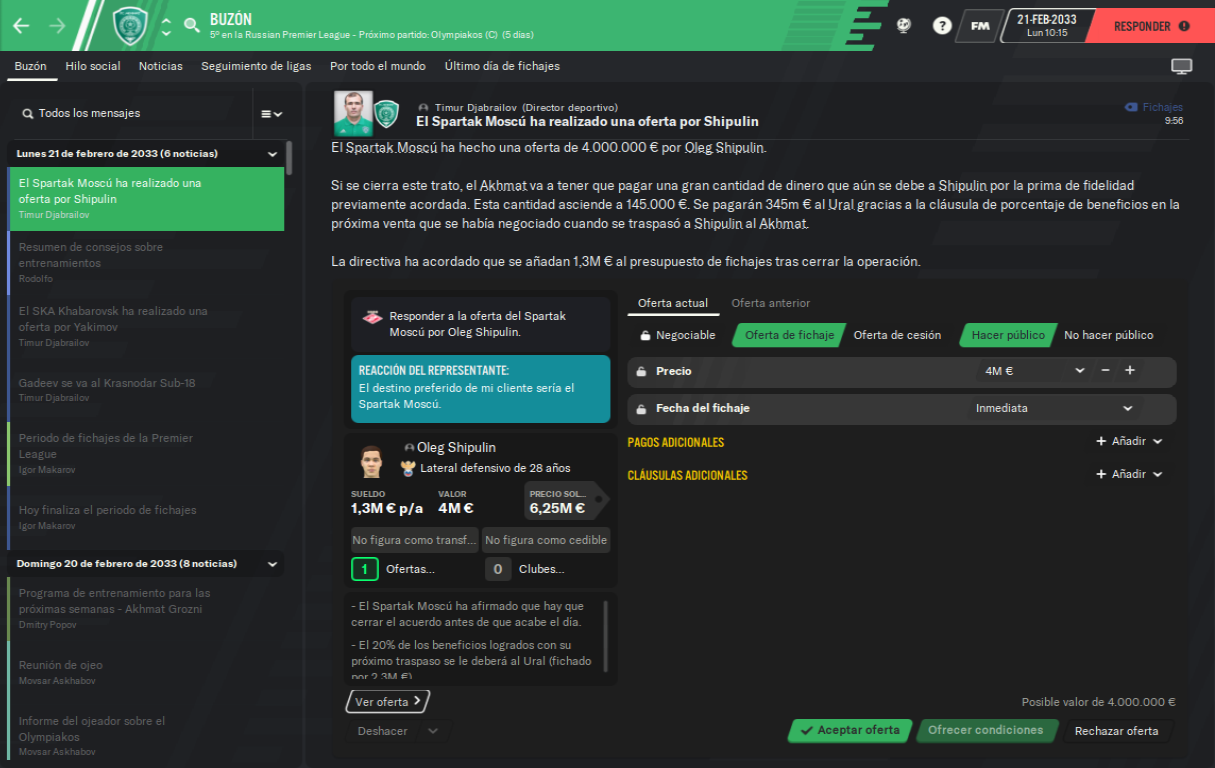 BUZÓN
5º en la Russian Premier League - Próximo partido: Olympiakos (C) (5 días)
FM
21-FEB-2033
Lun 10:15
RESPONDER
Buzón
Hilo social
Noticias
Seguimiento de ligas
Por todo el mundo
Último día de fichajes
Todos los mensajes
Lunes 21 de febrero de 2033 (6 noticias)
El Spartak Moscú ha realizado una
oferta por Shipulin
Timur Djabrailov
Resumen de consejos sobre
entrenamientos
Rodolfo
El SKA Khabarovsk ha realizado una
oferta por Yakimov
Timur Djabrailov
Gadeev se va al Krasnodar Sub-18
Timur Djabrailov
Periodo de fichajes de la Premier
League
Igor Makarov
Hoy finaliza el periodo de fichajes
Igor Makarov
Domingo 20 de febrero de 2033 (8 noticias)
Programa de entrenamiento para las
próximas semanas - Akhmat Grozni
Dmitry Popov
Reunión de ojeo
Movsar Askhabov
Informe del ojeador sobre el
Olympiakos
Movsar Askhabov
Timur Djabrailov (Director deportivo)
El Spartak Moscú ha realizado una oferta por Shipulin
Fichajes
9:56
El Spartak Moscú ha hecho una oferta de 4.000.000 € por Oleg Shipulin.
Si se cierra este trato, el Akhmat va a tener que pagar una gran cantidad de dinero que aún se debe a Shipulin por la prima de fidelidad
previamente acordada. Esta cantidad asciende a 145.000 €. Se pagarán 345m € al Ural gracias a la cláusula de porcentaje de beneficios en la
próxima venta que se había negociado cuando se traspasó a Shipulin al Akhmat.
La directiva ha acordado que se añadan 1,3M € al presupuesto de fichajes tras cerrar la operación.
Responder a la oferta del Spartak
Moscú por Oleg Shipulin.
REACCIÓN DEL REPRESENTANTE:
El destino preferido de mi cliente sería el
Spartak Moscú.
Oleg Shipulin
Lateral defensivo de 28 años
SUELDO
1,3M € p/a
VALOR
4M €
PRECIO SOL...
6,25M €
No figura como transf...
No figura como cedible
1
Ofertas...
0
Clubes...
- El Spartak Moscú ha afirmado que hay que
cerrar el acuerdo antes de que acabe el día.
- El 20% de los beneficios logrados con su
próximo traspaso se le deberá al Ural (fichado
por 2,3M €)
Ver oferta
Deshacer
Oferta actual
Oferta anterior
Negociable
Oferta de fichaje
Oferta de cesión
Hacer público
No hacer público
Precio
4M €
Fecha del fichaje
Inmediata
PAGOS ADICIONALES
Añadir
CLÁUSULAS ADICIONALES
Añadir
Posible valor de 4.000.000 €
Aceptar oferta
Ofrecer condiciones
Rechazar oferta